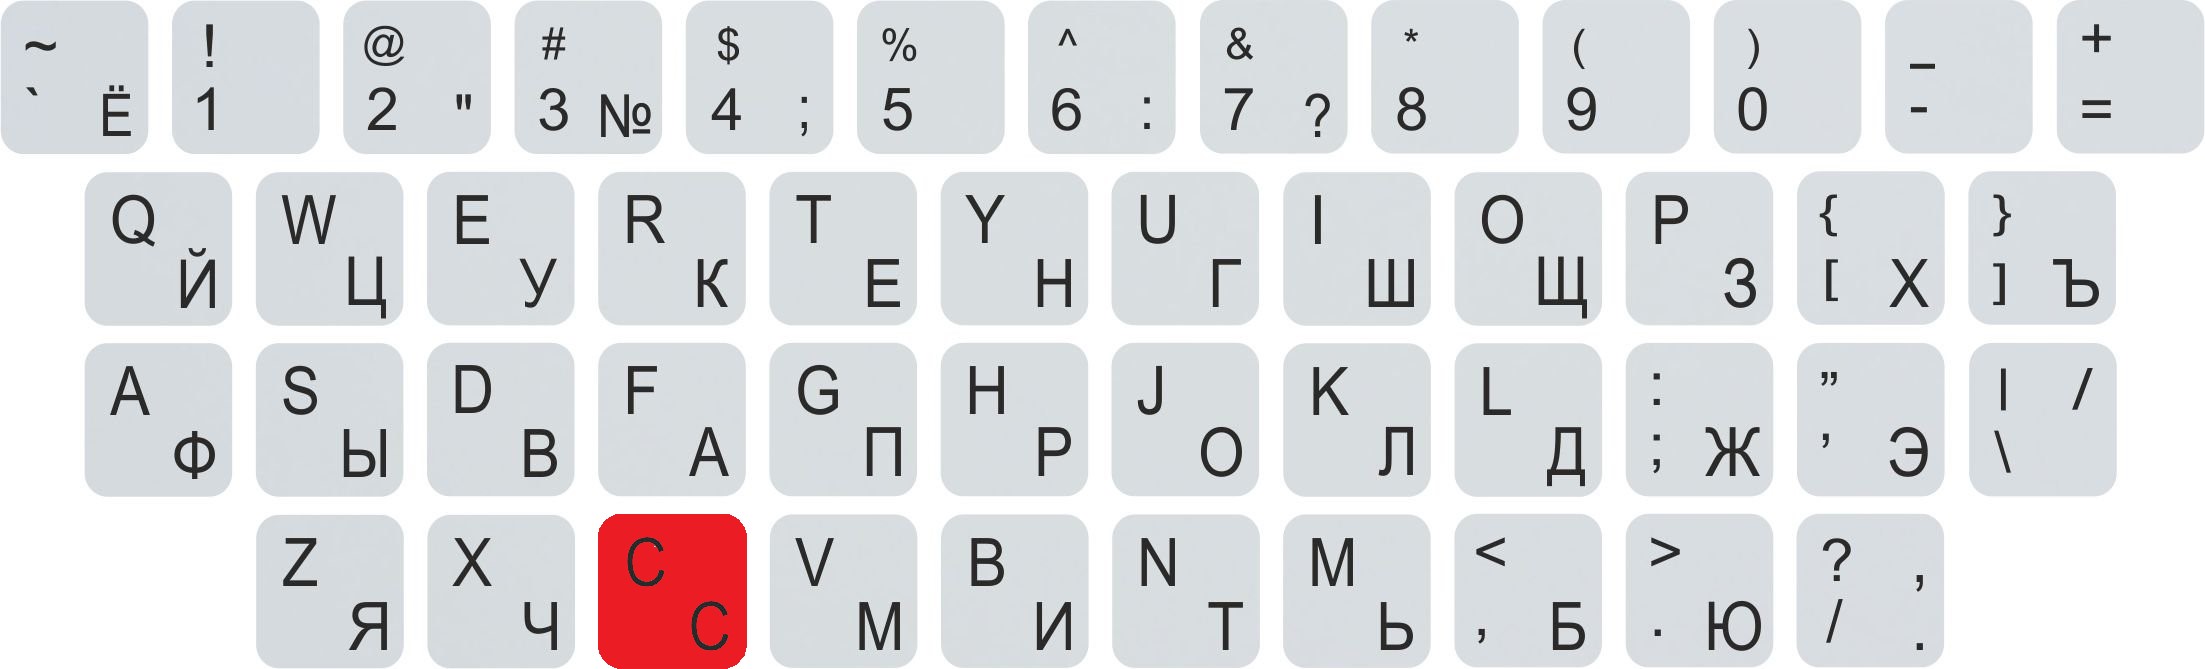 ~ ! @ # $ % ^ & * ( ) _ +
` Ё 1 2 " 3 № 4 ; 5 6 : 7 ? 8 9 0 - =
Q W E R T Y U I O P { }
Й Ц У К Е Н Г Ш Щ З [ Х ] Ъ
A S D F G H J K L : ” | /
Ф Ы В А П Р О Л Д ; Ж ’ Э \
Z X C V B N M < > ? ,
Я Ч С М И Т Ь , Б . Ю / .